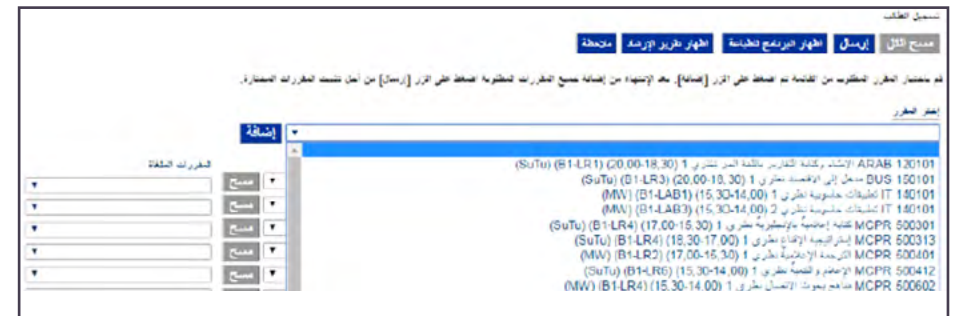 تسجيل الطالب
مسح الكل إرسال اظهار البرنامج للطباعة اظهار تقرير الإرشاد ملاحظة
قم باختيار المقرر المطلوب من القائمة ثم اضغط على الزر [إضافة]. بعد الإنتهاء من إضافة جميع المقررات المطلوبة اضغط على الزر [إرسال] من أجل تثبيت المقررات المختارة.
إختر المقرر
إضافة
المقررات الملغاة
ARAB 120101 الإنشاء وكتابة التقارير باللغة العربية نظري 1 (20,00-18,30) (B1-LR1) (SuTu)
BUS 150101 مدخل إلى الاقتصاد نظري 1 (20,00-18,30) (B1-LR3) (SuTu)
IT 140101 تطبيقات حاسوبية نظري 1 (15,30-14,00) (B1-LAB1) (MW)
IT 140101 تطبيقات حاسوبية نظري 2 (15,30-14,00) (B1-LAB3) (MW)
MCPR 500301 كتابة إعلامية بالإنجليزية نظري 1 (17,00-15,30) (B1-LR4) (SuTu)
MCPR 500313 إستراتيجية الإقناع نظري 1 (18,30-17,00) (B1-LR4) (SuTu)
MCPR 500401 الترجمة الإعلامية نظري 1 (17,00-15,30) (B1-LR2) (MW)
MCPR 500412 الإعلام والتنمية نظري 1 (15,30-14,00) (B1-LR6) (SuTu)
MCPR 500602 مناهج بحوث الاتصال نظري 1 (15,30-14,00) (B1-LR4) (MW)
مسح
مسح
مسح
مسح
مسح